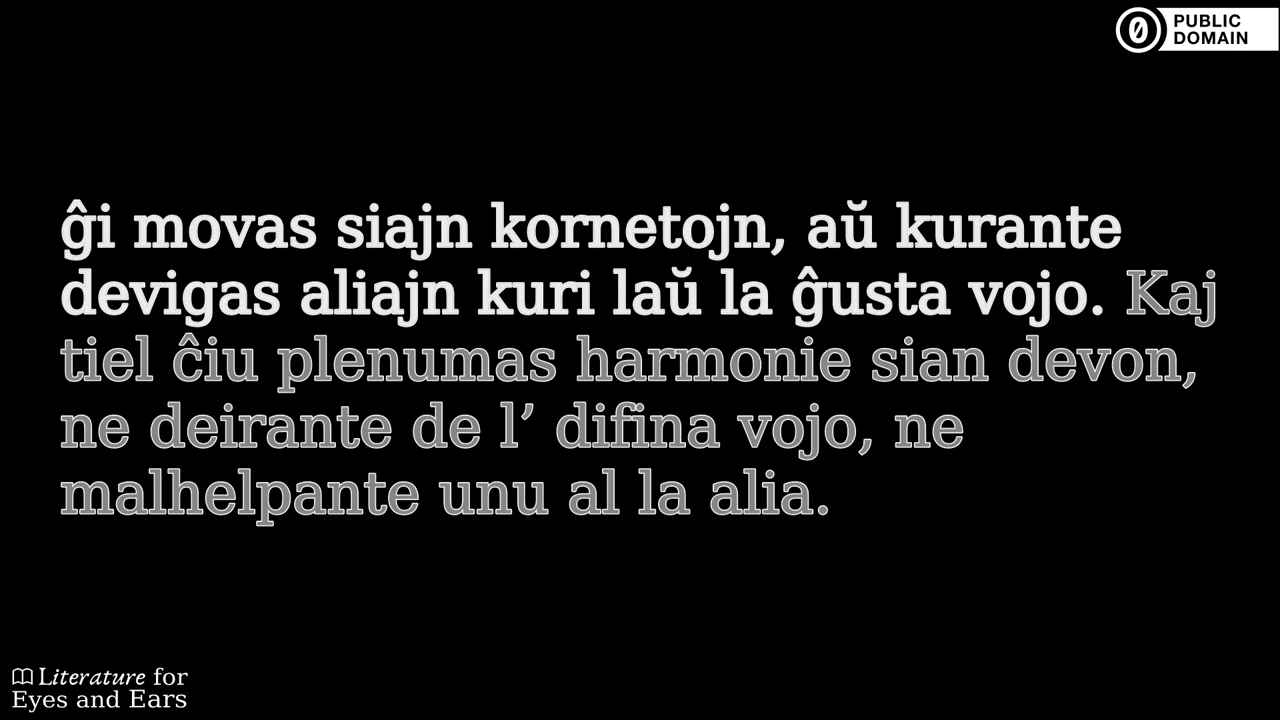 PUBLIC
DOMAIN
ĝi movas siajn kornetojn, aŭ kurante
devigas aliajn kuri laŭ la ĝusta vojo. Kaj
tiel ĉiu plenumas harmonie sian devon,
ne deirante de l’ difina vojo, ne
malhelpante unu al la alia.
Literature for
Eyes and Ears